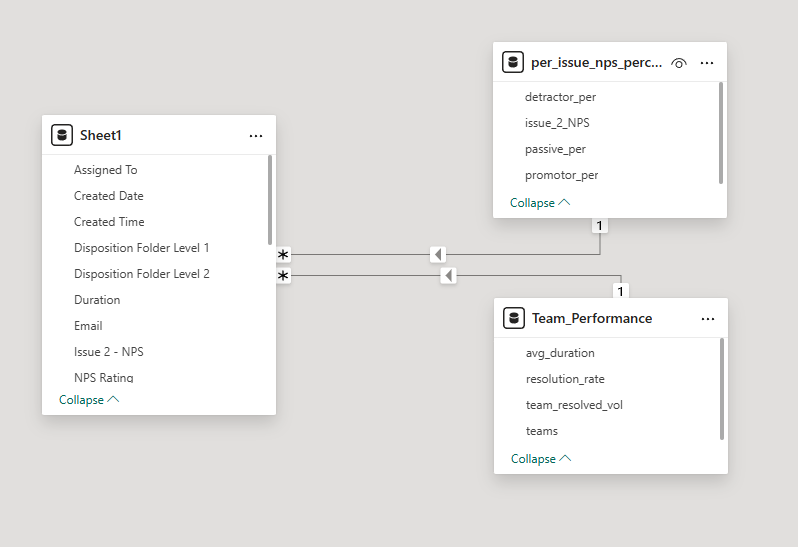 Sheet1
Assigned To
Created Date
Created Time
Disposition Folder Level 1
Disposition Folder Level 2
Duration
Email
Issue 2 - NPS
NPS Rating
Collapse
per_issue_nps_perc...
detractor_per
issue_2_NPS
passive_per
promotor_per
Collapse
1
*
*
1
Team_Performance
avg_duration
resolution_rate
team_resolved_vol
teams
Collapse